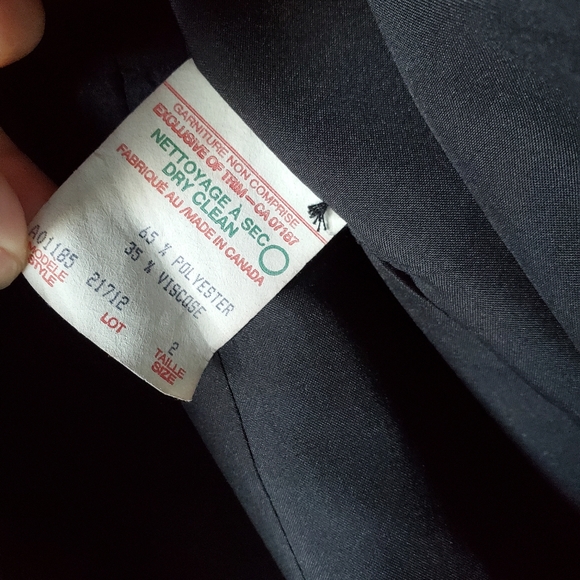 GARNITURE NON COMPRISE
EXCLUSIVE OF TRIM—CA 07187
NETTOYAGE À SEC
DRY CLEAN
FABRIQUÉ AU/MADE IN CANADA
65 % POLYESTER
35 % VISCOSE
A01185 21712 2
MODÈLE LOT TAILLE
STYLE SIZE